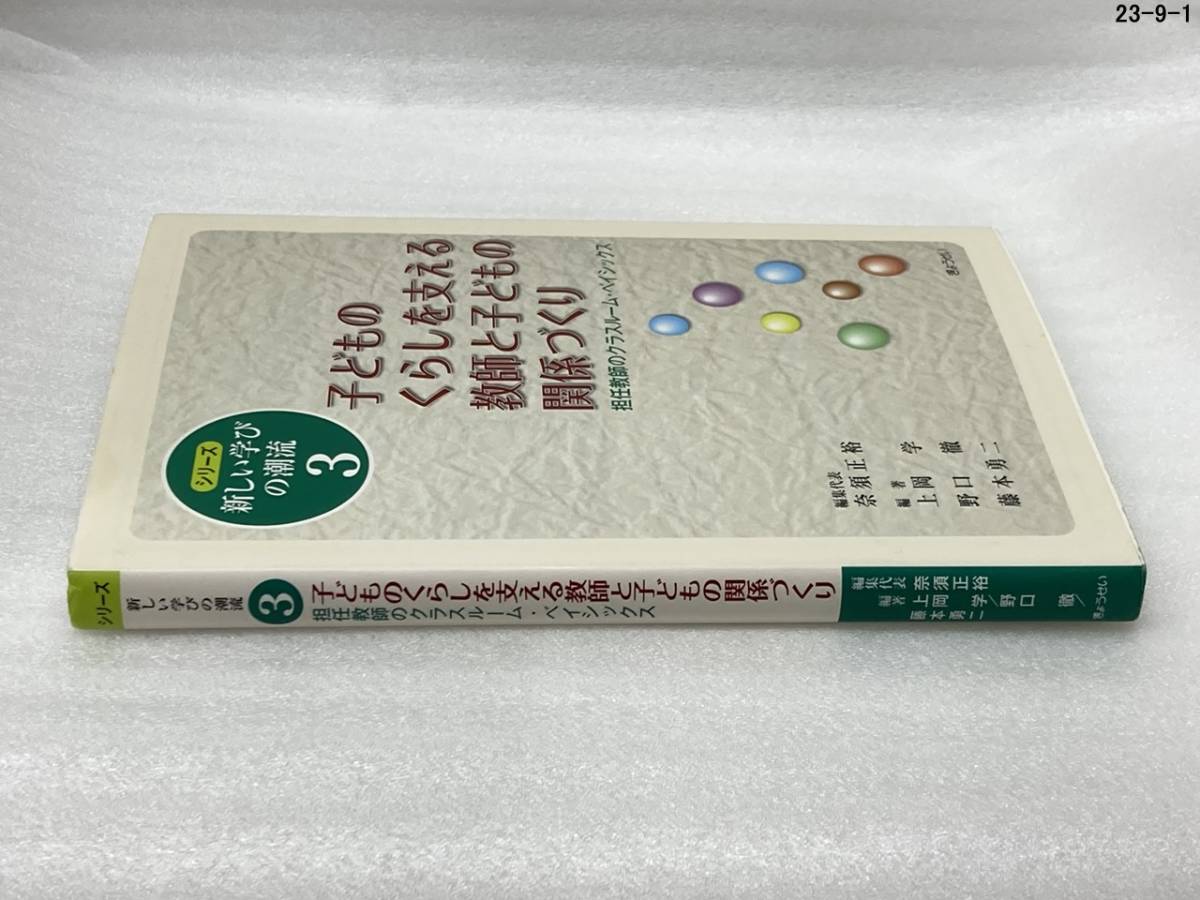 23-9-1
シリーズ
新しい学び
の潮流
3
子どもの
くらしを支える
教師と子どもの
関係づくり
担任教師のクラスルーム・ベイシックス
編集代表
奈須正裕
編著
上岡 学
野口 徹
藤本勇二
ぎょうせい
シリーズ
新しい学びの潮流
3
子どものくらしを支える教師と子どもの関係づくり
担任教師のクラスルーム・ベイシックス
編集代表 奈須正裕
編著 上岡 学/野口 徹/
藤本勇二
ぎょうせい